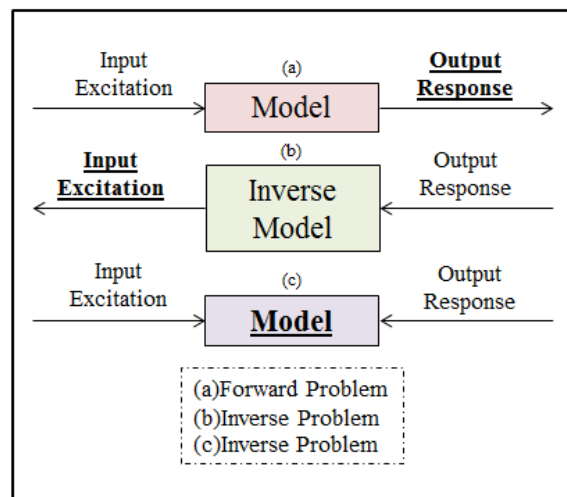 Input
Excitation
(a)
Model
Output
Response
Input
Excitation
(b)
Inverse
Model
Output
Response
Input
Excitation
(c)
Model
Output
Response
(a)Forward Problem
(b)Inverse Problem
(c)Inverse Problem